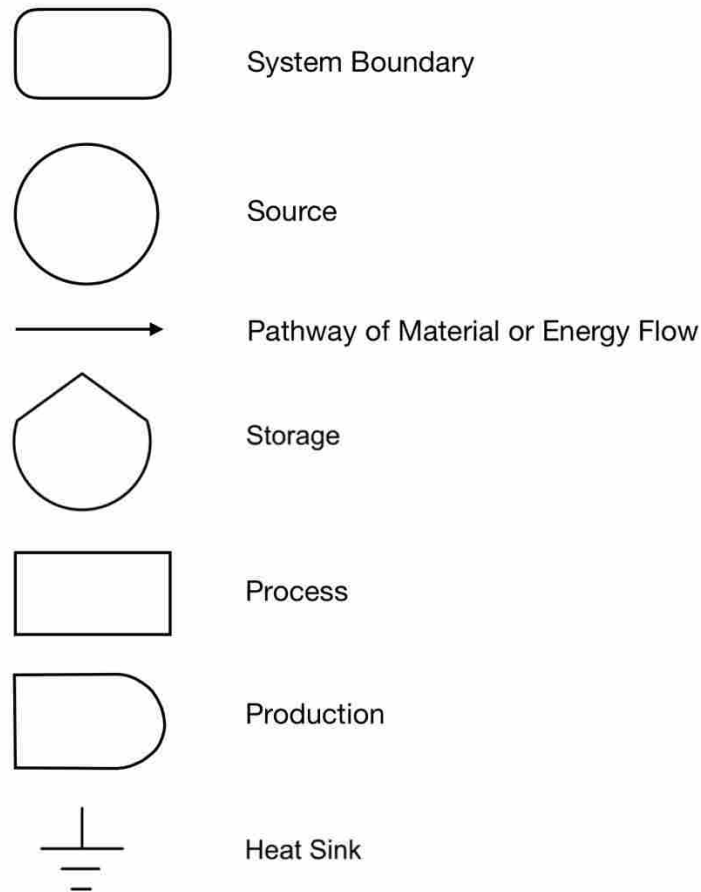 System Boundary
Source
Pathway of Material or Energy Flow
Storage
Process
Production
Heat Sink